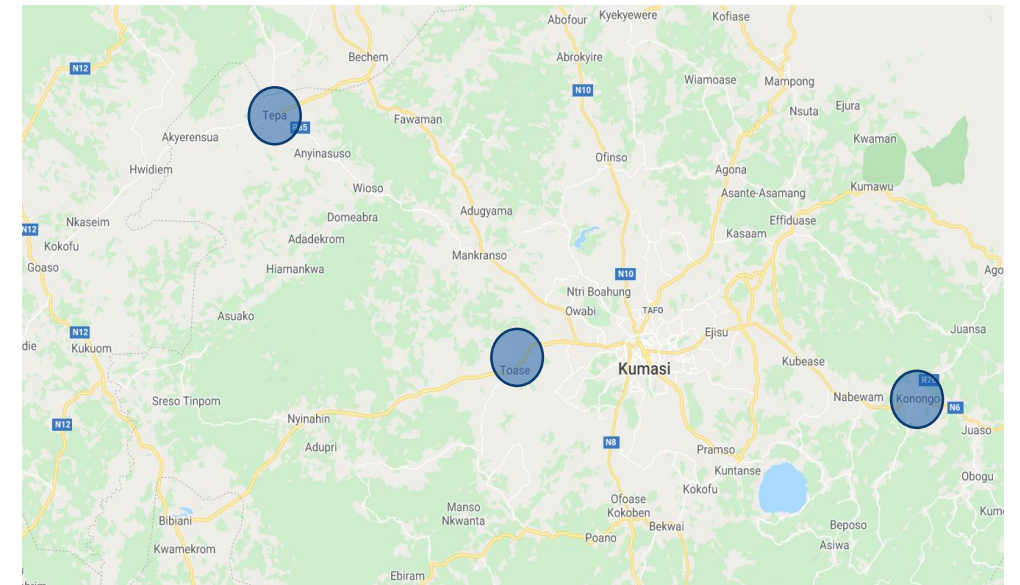 Abofour
Kyekyewere
Kofiase
Bechem
Abrokyire
N12
Wiamoase
Mampong
N10
Nsuta
Ejura
Tepa
Fawaman
Akyerensua
Kwaman
Anyinasuso
Ofinso
Hwidiem
Agona
Wioso
Asante-Asamang
Kumawu
Nkaseim
Domeabra
Adugyama
Effiduase
N12
Kasaam
Kokofu
Adadekrom
Mankranso
Goaso
Hiamankwa
N10
Ago
Ntri Boahung
Asuako
Owabi
TAFO
N12
Ejisu
Juansa
die
Kukuom
Toase
Kumasi
Kubease
Sreso Tinpom
Nabewam
Konongo
N6
Nyinahin
N12
Juaso
Adupri
N8
Pramso
Kuntanse
Obogu
Kokofu
Manso
Nkwanta
Ofoase
Kokoben
Kum
Bibiani
Bekwai
Beposo
Poano
Kwamekrom
Asiwa
Ebiram